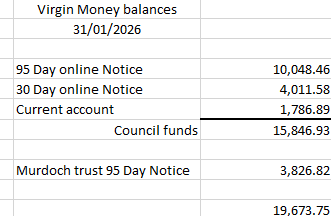 Virgin Money balances
31/01/2026
95 Day online Notice 10,048.46
30 Day online Notice 4,011.58
Current account 1,786.89
Council funds 15,846.93
Murdoch trust 95 Day Notice 3,826.82
19,673.75